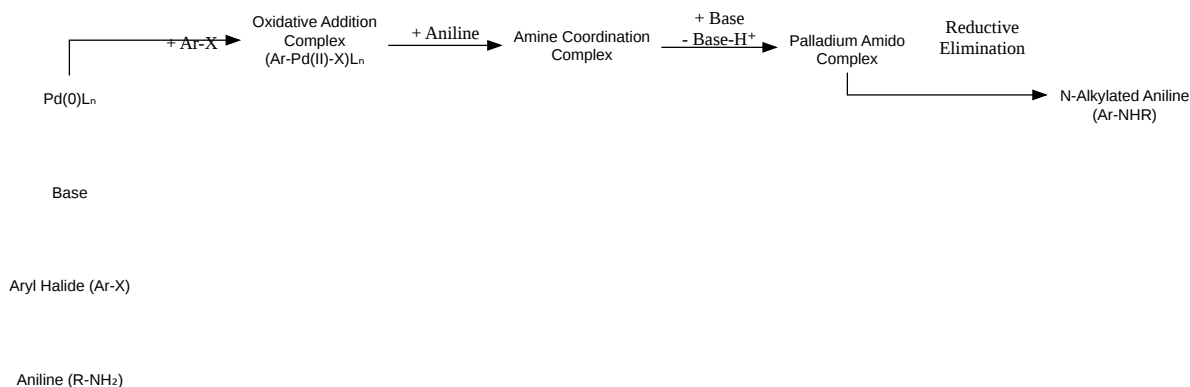 Pd(0)Lₙ
+ Ar-X
Oxidative Addition
Complex
(Ar-Pd(II)-X)Lₙ
+ Aniline
Amine Coordination
Complex
+ Base
- Base-H⁺
Palladium Amido
Complex
Reductive
Elimination
N-Alkylated Aniline
(Ar-NHR)
Base
Aryl Halide (Ar-X)
Aniline (R-NH₂)